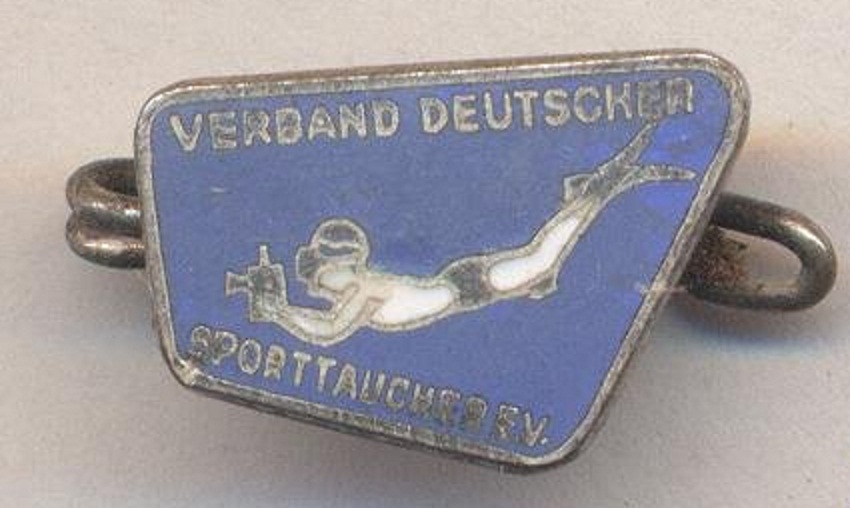 VERBAND DEUTSCHER
SPORTTAUCHER E.V.